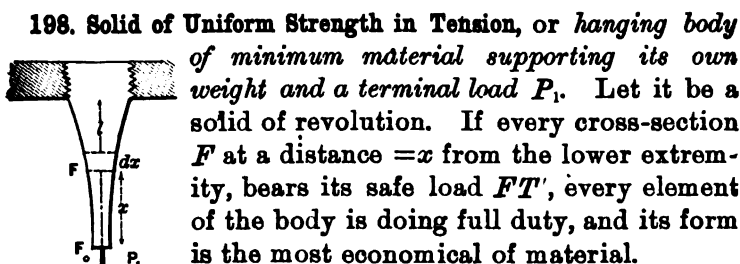 198. Solid of Uniform Strength in Tension, or hanging body
of minimum material supporting its own
weight and a terminal load P₁. Let it be a
solid of revolution. If every cross-section
F at a distance =x from the lower extrem-
ity, bears its safe load FT', every element
of the body is doing full duty, and its form
is the most economical of material.
l
F
dx
x
F₀
P.